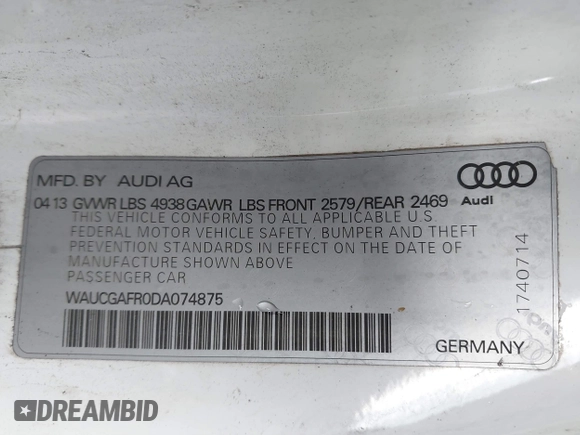 MFD. BY AUDI AG
0413 GVWR LBS 4938 GAWR LBS FRONT 2579/REAR 2469
Audi
THIS VEHICLE CONFORMS TO ALL APPLICABLE U.S.
FEDERAL MOTOR VEHICLE SAFETY, BUMPER AND THEFT
PREVENTION STANDARDS IN EFFECT ON THE DATE OF
MANUFACTURE SHOWN ABOVE
PASSENGER CAR
WAUCGAFR0DA074875
GERMANY
1740714
DREAMBID